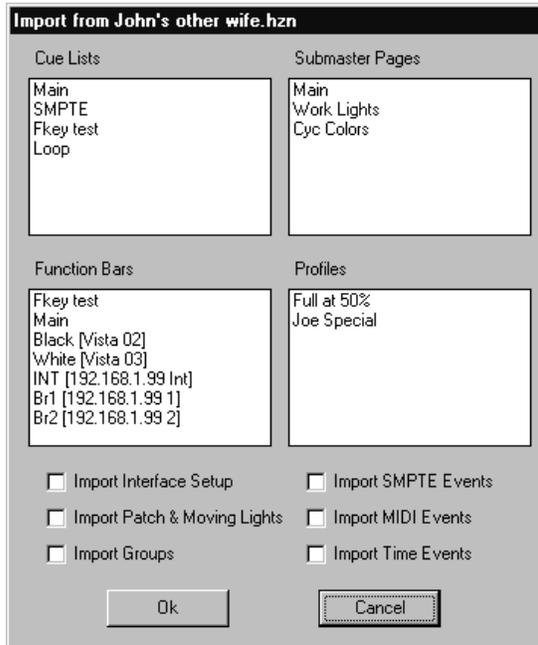 Import from John's other wife.hzn
Cue Lists
Main
SMPTE
Fkey test
Loop
Submaster Pages
Main
Work Lights
Cyc Colors
Function Bars
Fkey test
Main
Black [Vista 02]
White [Vista 03]
INT [192.168.1.99 Int]
Br1 [192.168.1.99 1]
Br2 [192.168.1.99 2]
Profiles
Full at 50%
Joe Special
Import Interface Setup
Import Patch & Moving Lights
Import Groups
Import SMPTE Events
Import MIDI Events
Import Time Events
Ok
Cancel